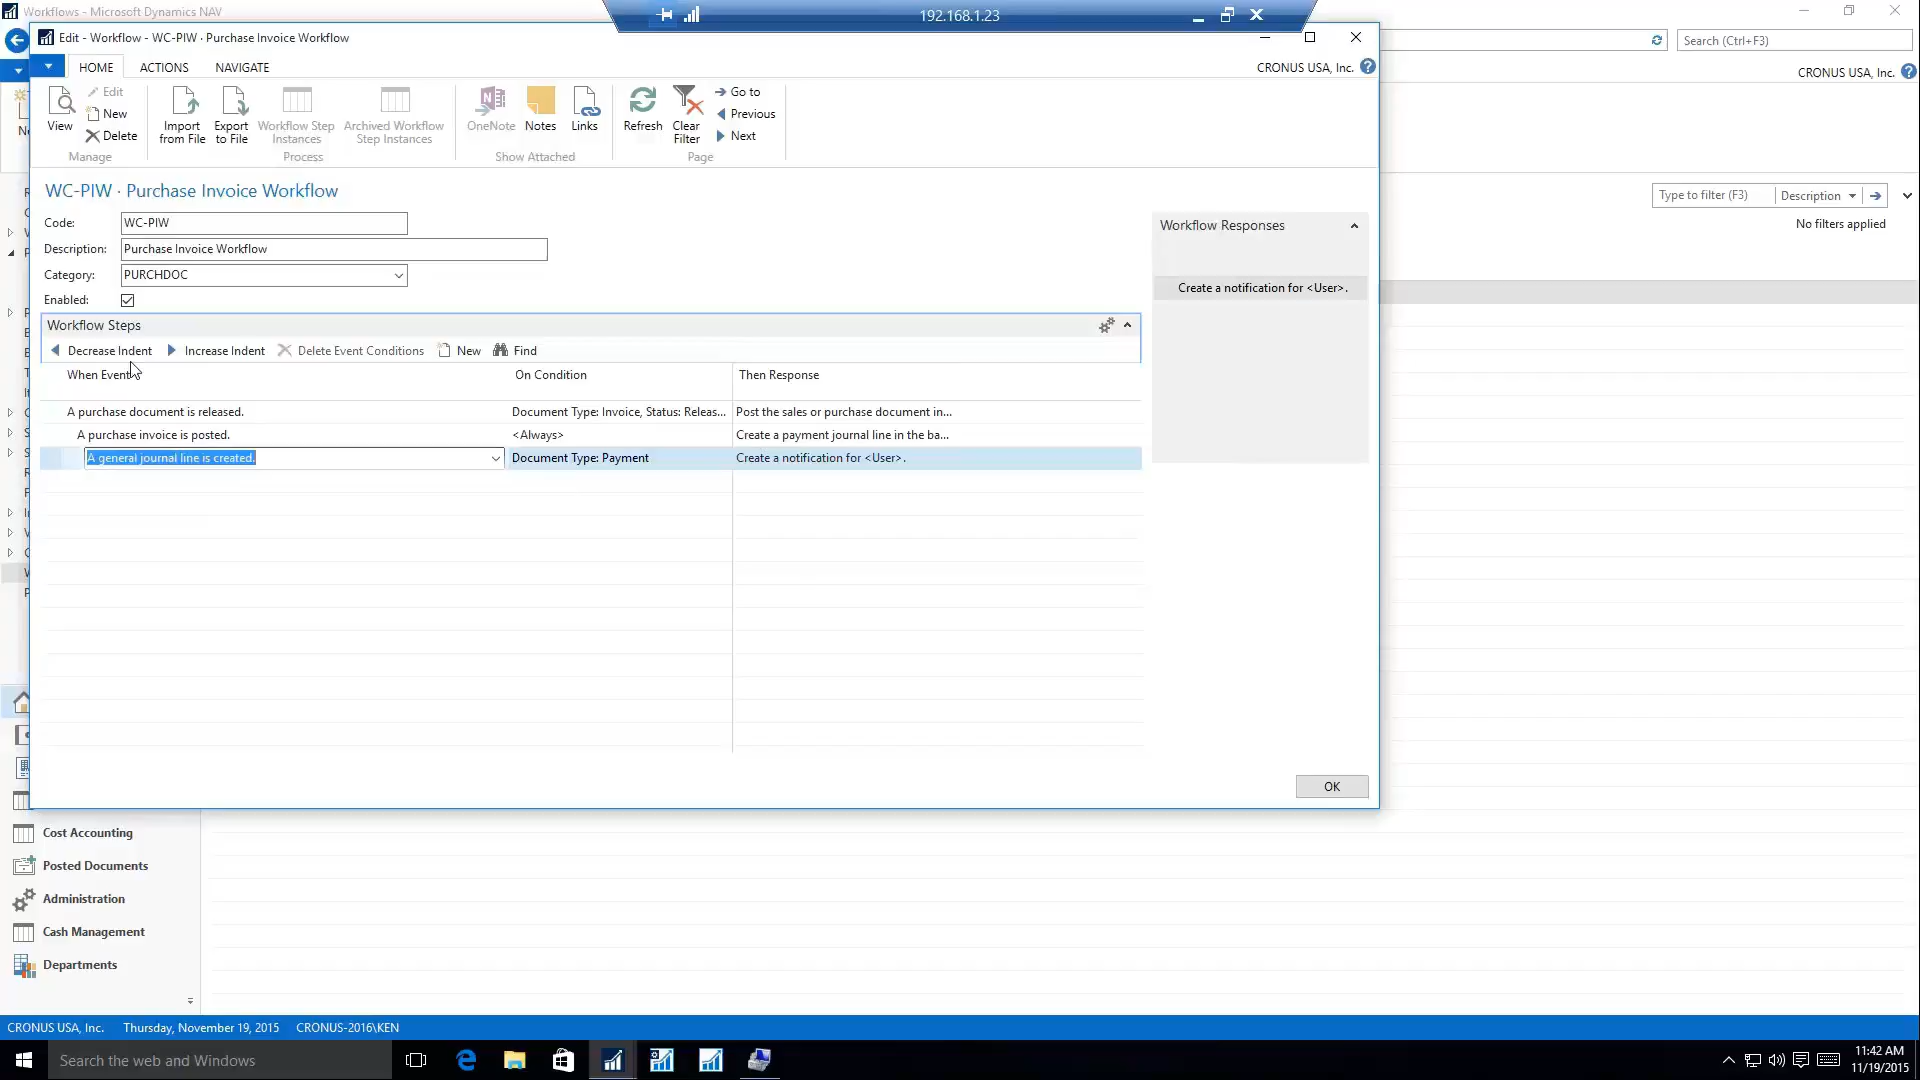 Workflows - Microsoft Dynamics NAV
192.168.1.23
Edit - Workflow - WC-PIW · Purchase Invoice Workflow
Search (Ctrl+F3)
HOME ACTIONS NAVIGATE
CRONUS USA, Inc.
CRONUS USA, Inc.
View
Edit
New
Delete
Manage
Import from File
Export to File
Workflow Step Instances
Archived Workflow Step Instances
Process
OneNote
Notes
Links
Show Attached
Refresh
Clear Filter
Go to
Previous
Next
Page
WC-PIW · Purchase Invoice Workflow
Type to filter (F3) Description
No filters applied
Code: WC-PIW
Description: Purchase Invoice Workflow
Category: PURCHDOC
Enabled:
Workflow Responses
Create a notification for <User>.
Workflow Steps
Decrease Indent Increase Indent Delete Event Conditions New Find
When Event On Condition Then Response
A purchase document is released. Document Type: Invoice, Status: Releas... Post the sales or purchase document in...
A purchase invoice is posted. <Always> Create a payment journal line in the ba...
A general journal line is created. Document Type: Payment Create a notification for <User>.
OK
Cost Accounting
Posted Documents
Administration
Cash Management
Departments
CRONUS USA, Inc. Thursday, November 19, 2015 CRONUS-2016\KEN
Search the web and Windows
11:42 AM
11/19/2015